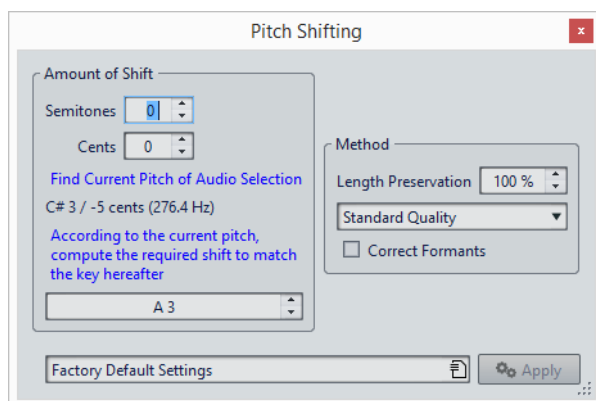 Pitch Shifting
x
Amount of Shift
Semitones 0
Cents 0
Find Current Pitch of Audio Selection
C# 3 / -5 cents (276.4 Hz)
According to the current pitch,
compute the required shift to match
the key hereafter
A 3
Method
Length Preservation 100 %
Standard Quality
Correct Formants
Factory Default Settings
Apply